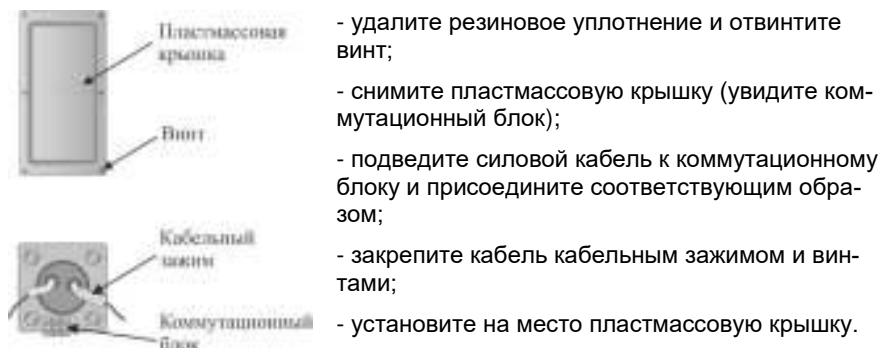 Пластмассовая
крышка
Винт
Кабельный
зажим
Коммутационный
блок
- удалите резиновое уплотнение и отвинтите
винт;
- снимите пластмассовую крышку (увидите ком-
мутационный блок);
- подведите силовой кабель к коммутационному
блоку и присоедините соответствующим обра-
зом;
- закрепите кабель кабельным зажимом и вин-
тами;
- установите на место пластмассовую крышку.